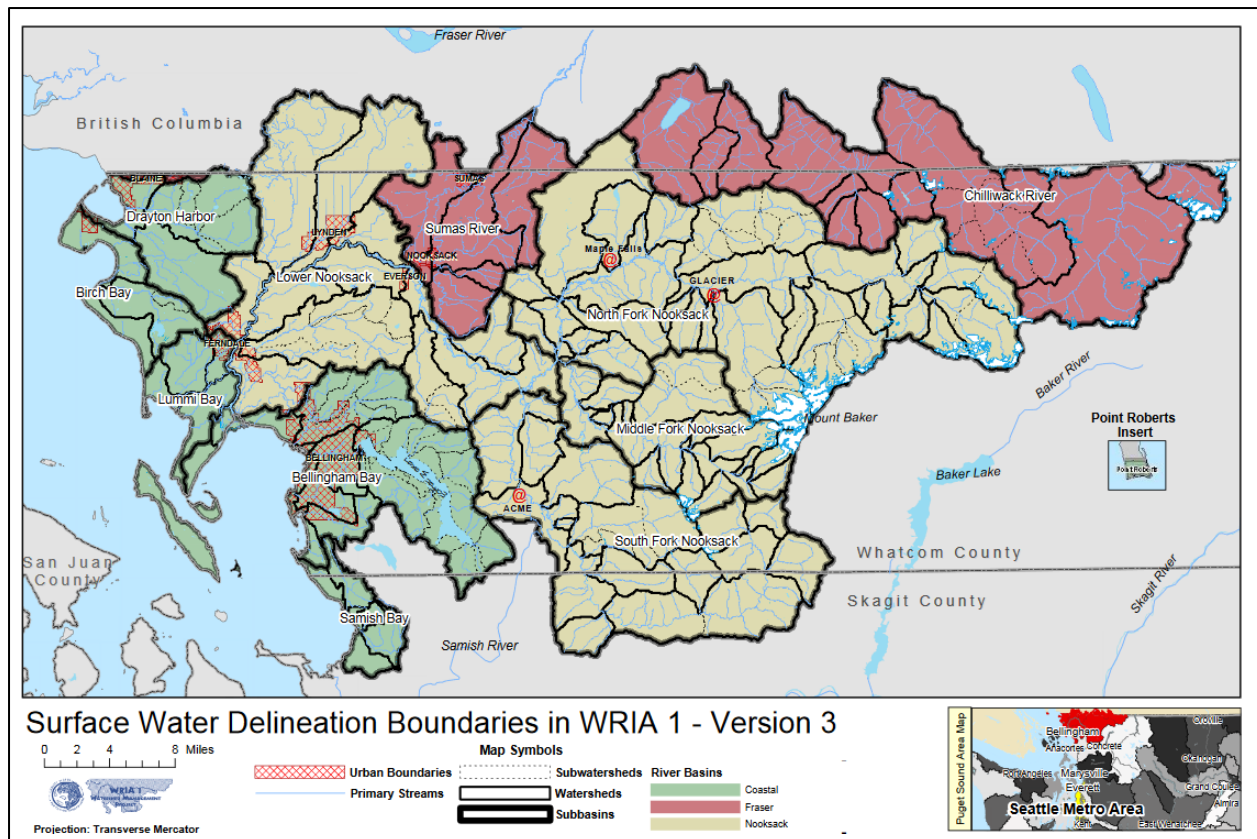 Fraser River
British Columbia
BLAINE
SUMAS
Drayton Harbor
Chilliwack River
LYNDEN
Sumas River
Maple Falls
@
NOOKSACK
Lower Nooksack
EVERSON
GLACIER
@
Birch Bay
North Fork Nooksack
FERNDALE
Baker River
Lummi Bay
Mount Baker
Point Roberts
Insert
Middle Fork Nooksack
Point Roberts
BELLINGHAM
Bellingham Bay
Baker Lake
@
ACME
South Fork Nooksack
Whatcom County
San Juan
County
Skagit County
Skagit River
Samish Bay
Samish River
Surface Water Delineation Boundaries in WRIA 1 - Version 3
0 2 4 8 Miles
Map Symbols
Urban Boundaries
Subwatersheds
River Basins
Primary Streams
Watersheds
Coastal
Subbasins
Fraser
Nooksack
WRIA 1
WATERSHED MANAGEMENT
PROJECT
Projection: Transverse Mercator
Puget Sound Area Map
Oroville
Bellingham
Anacortes
Concrete
Okanogan
Port Angeles
Marysville
Everett
Grand Coulee
Almira
Seattle Metro Area
Kent
East Wenatchee